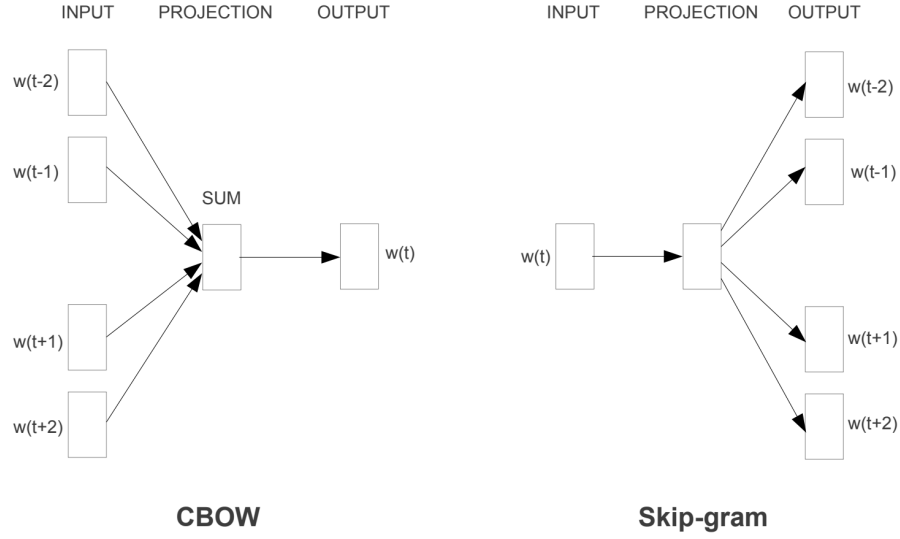 INPUT PROJECTION OUTPUT
w(t-2)
w(t-1)
SUM
w(t)
w(t+1)
w(t+2)
CBOW
INPUT PROJECTION OUTPUT
w(t-2)
w(t-1)
w(t)
w(t+1)
w(t+2)
Skip-gram